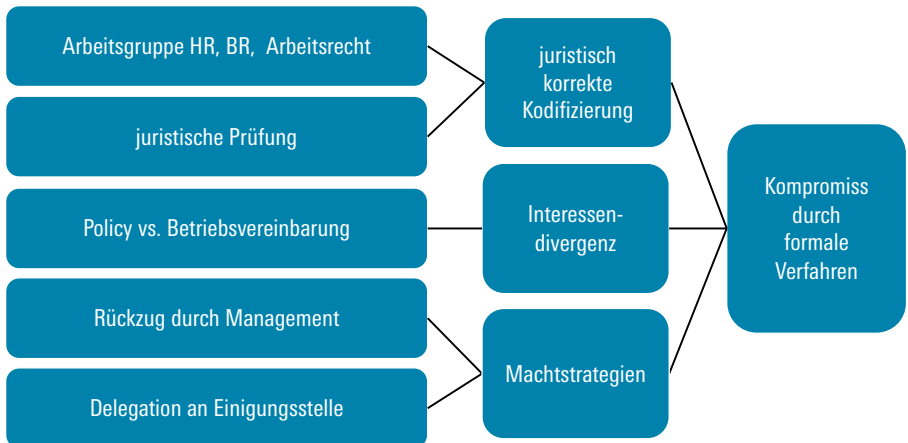 Arbeitsgruppe HR, BR, Arbeitsrecht
juristische Prüfung
Policy vs. Betriebsvereinbarung
Rückzug durch Management
Delegation an Einigungsstelle
juristisch
korrekte
Kodifizierung
Interessen-
divergenz
Machtstrategien
Kompromiss
durch
formale
Verfahren